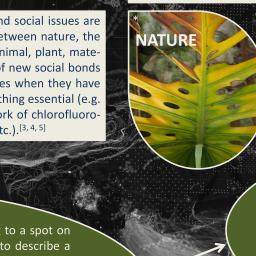 nd social issues are
etween nature, the
nimal, plant, mate-
of new social bonds
es when they have
thing essential (e.g.
ork of chlorofluoro-
tc.).[3, 4, 5]
*
NATURE
g to a spot on
to describe a